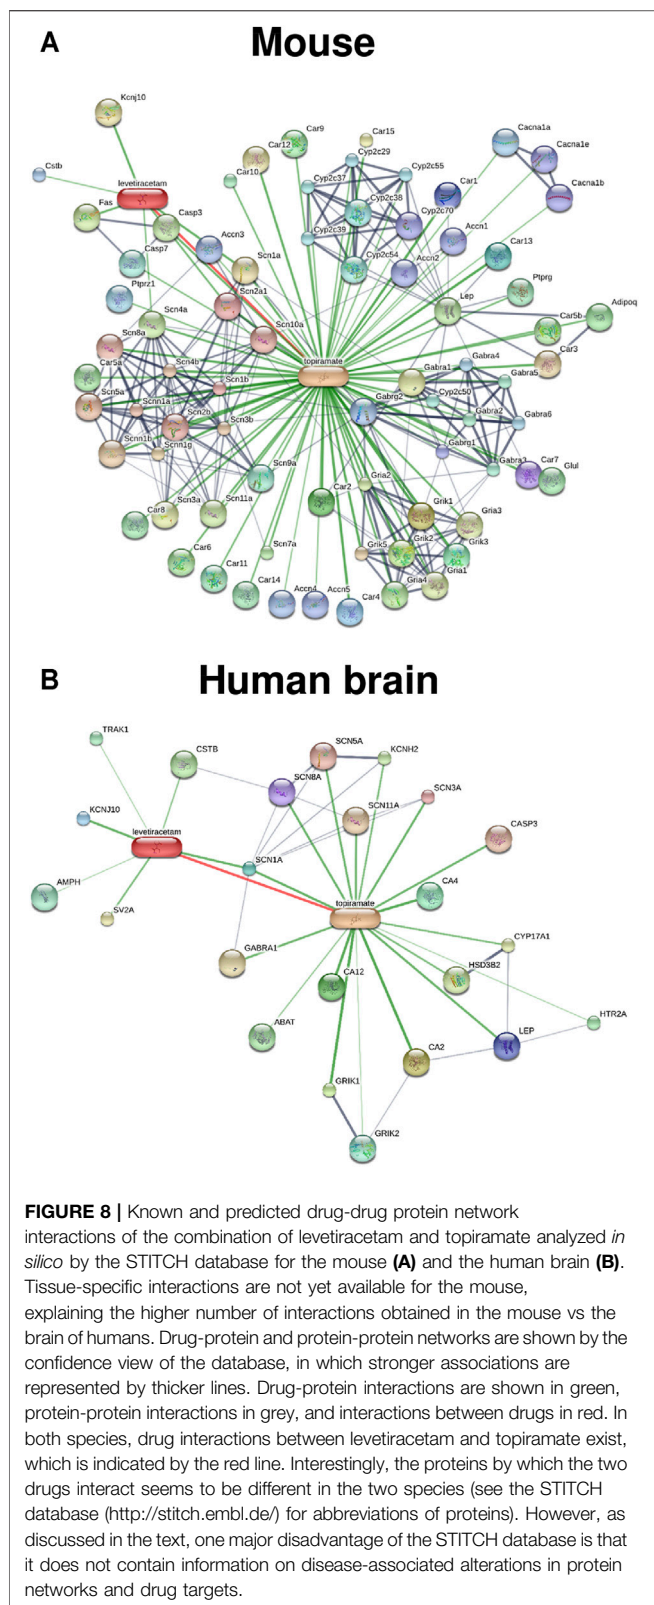 A
Mouse
Kcnj10
Cstb
levetiracetam
Fas
Casp3
Casp7
Accn3
Ptprz1
Scn1a
Scn2a1
Scn4a
Scn10a
Scn8a
Car5a
Scn4b
Scn1b
Scn5a
Scnn1a
Scn2b
Scn3b
Scnn1b
Scnn1g
Scn9a
Scn3a
Scn11a
Car8
Car6
Scn7a
Car11
Car14
Accn4
Accn5
Car4
Car12
Car9
Car10
Car15
Cyp2c29
Cyp2c55
Cyp2c37
Cyp2c38
Cyp2c70
Cyp2c39
Cyp2c54
Car1
Accn1
Accn2
Cacna1a
Cacna1e
Cacna1b
Car13
Ptprg
Lep
Adipoq
Car5b
Car3
topiramate
Gabra1
Gabra4
Gabra5
Cyp2c50
Gabrg2
Gabra2
Gabra6
Gabrg1
Gabra3
Car7
Glul
Car2
Gria2
Grik1
Gria3
Grik2
Grik3
Grik5
Gria1
Gria4
B
Human brain
TRAK1
CSTB
SCN5A
KCNH2
SCN8A
SCN3A
KCNJ10
levetiracetam
SCN11A
CASP3
SCN1A
AMPH
SV2A
CA4
topiramate
GABRA1
CYP17A1
HSD3B2
CA12
ABAT
HTR2A
LEP
CA2
GRIK1
GRIK2
FIGURE 8 | Known and predicted drug-drug protein network
interactions of the combination of levetiracetam and topiramate analyzed in
silico by the STITCH database for the mouse (A) and the human brain (B).
Tissue-specific interactions are not yet available for the mouse,
explaining the higher number of interactions obtained in the mouse vs the
brain of humans. Drug-protein and protein-protein networks are shown by the
confidence view of the database, in which stronger associations are
represented by thicker lines. Drug-protein interactions are shown in green,
protein-protein interactions in grey, and interactions between drugs in red. In
both species, drug interactions between levetiracetam and topiramate exist,
which is indicated by the red line. Interestingly, the proteins by which the two
drugs interact seems to be different in the two species (see the STITCH
database (http://stitch.embl.de/) for abbreviations of proteins). However, as
discussed in the text, one major disadvantage of the STITCH database is that
it does not contain information on disease-associated alterations in protein
networks and drug targets.